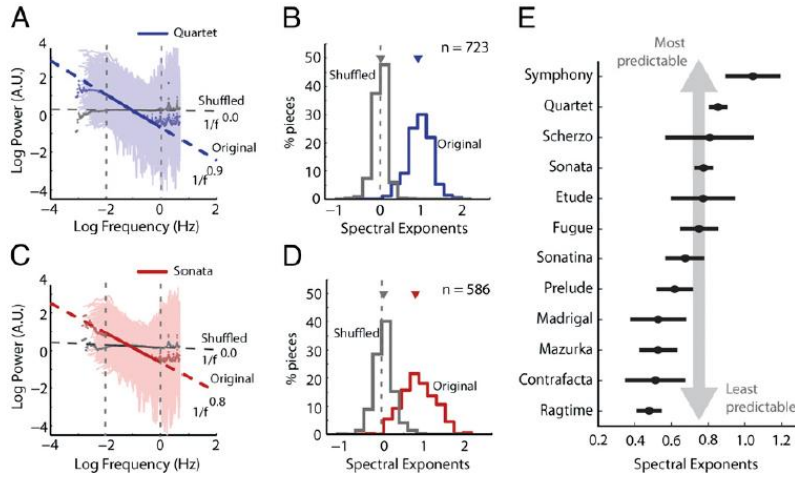 A
Quartet
4
2
0
−2
−4
Log Power (A.U.)
Shuffled
1/f 0.0
Original
1/f 0.9
−4
−2
0
2
Log Frequency (Hz)
B
n = 723
50
40
30
20
10
0
% pieces
Shuffled
Original
−1
0
1
2
Spectral Exponents
C
Sonata
4
2
0
−2
−4
Log Power (A.U.)
Shuffled
1/f 0.0
Original
1/f 0.8
−4
−2
0
2
Log Frequency (Hz)
D
n = 586
50
40
30
20
10
0
% pieces
Shuffled
Original
−1
0
1
2
Spectral Exponents
E
Most
predictable
Symphony
Quartet
Scherzo
Sonata
Etude
Fugue
Sonatina
Prelude
Madrigal
Mazurka
Contrafacta
Ragtime
Least
predictable
0.2
0.4
0.6
0.8
1.0
1.2
Spectral Exponents